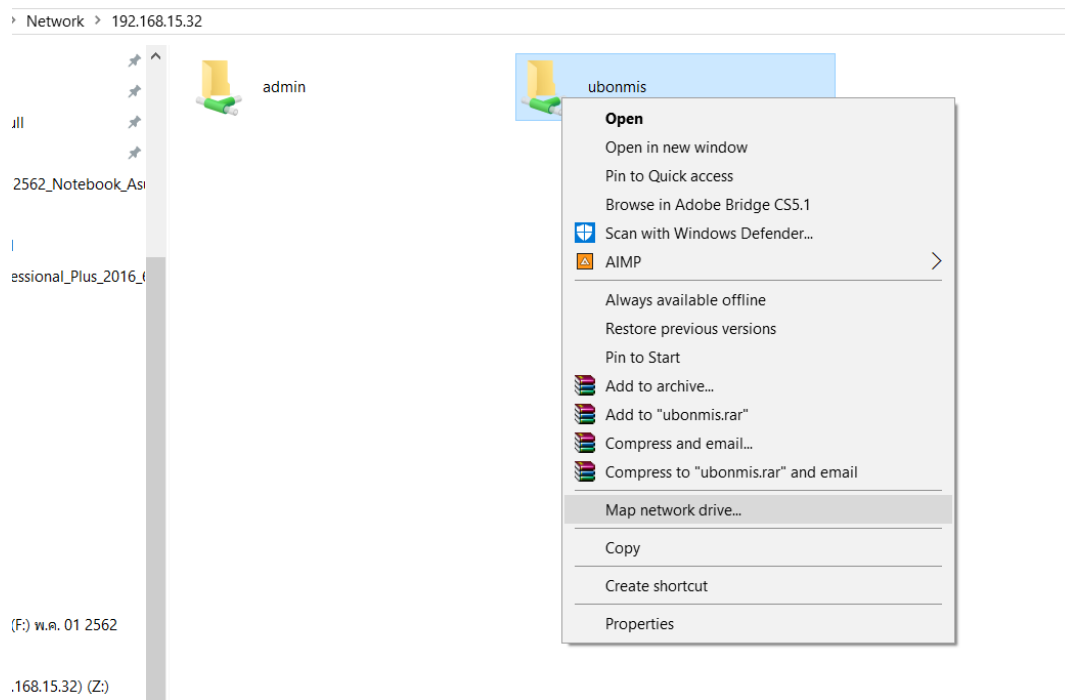 Network > 192.168.15.32
admin
ubonmis
ull
2562_Notebook_Asu
essional_Plus_2016_6
(F:) พ.ค. 01 2562
.168.15.32) (Z:)
Open
Open in new window
Pin to Quick access
Browse in Adobe Bridge CS5.1
Scan with Windows Defender...
AIMP
Always available offline
Restore previous versions
Pin to Start
Add to archive...
Add to "ubonmis.rar"
Compress and email...
Compress to "ubonmis.rar" and email
Map network drive...
Copy
Create shortcut
Properties